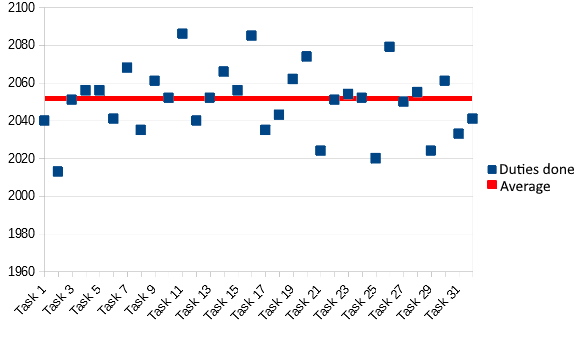 2100
2080
2060
2040
2020
2000
1980
1960
Task 1
Task 3
Task 5
Task 7
Task 9
Task 11
Task 13
Task 15
Task 17
Task 19
Task 21
Task 23
Task 25
Task 27
Task 29
Task 31
Duties done
Average